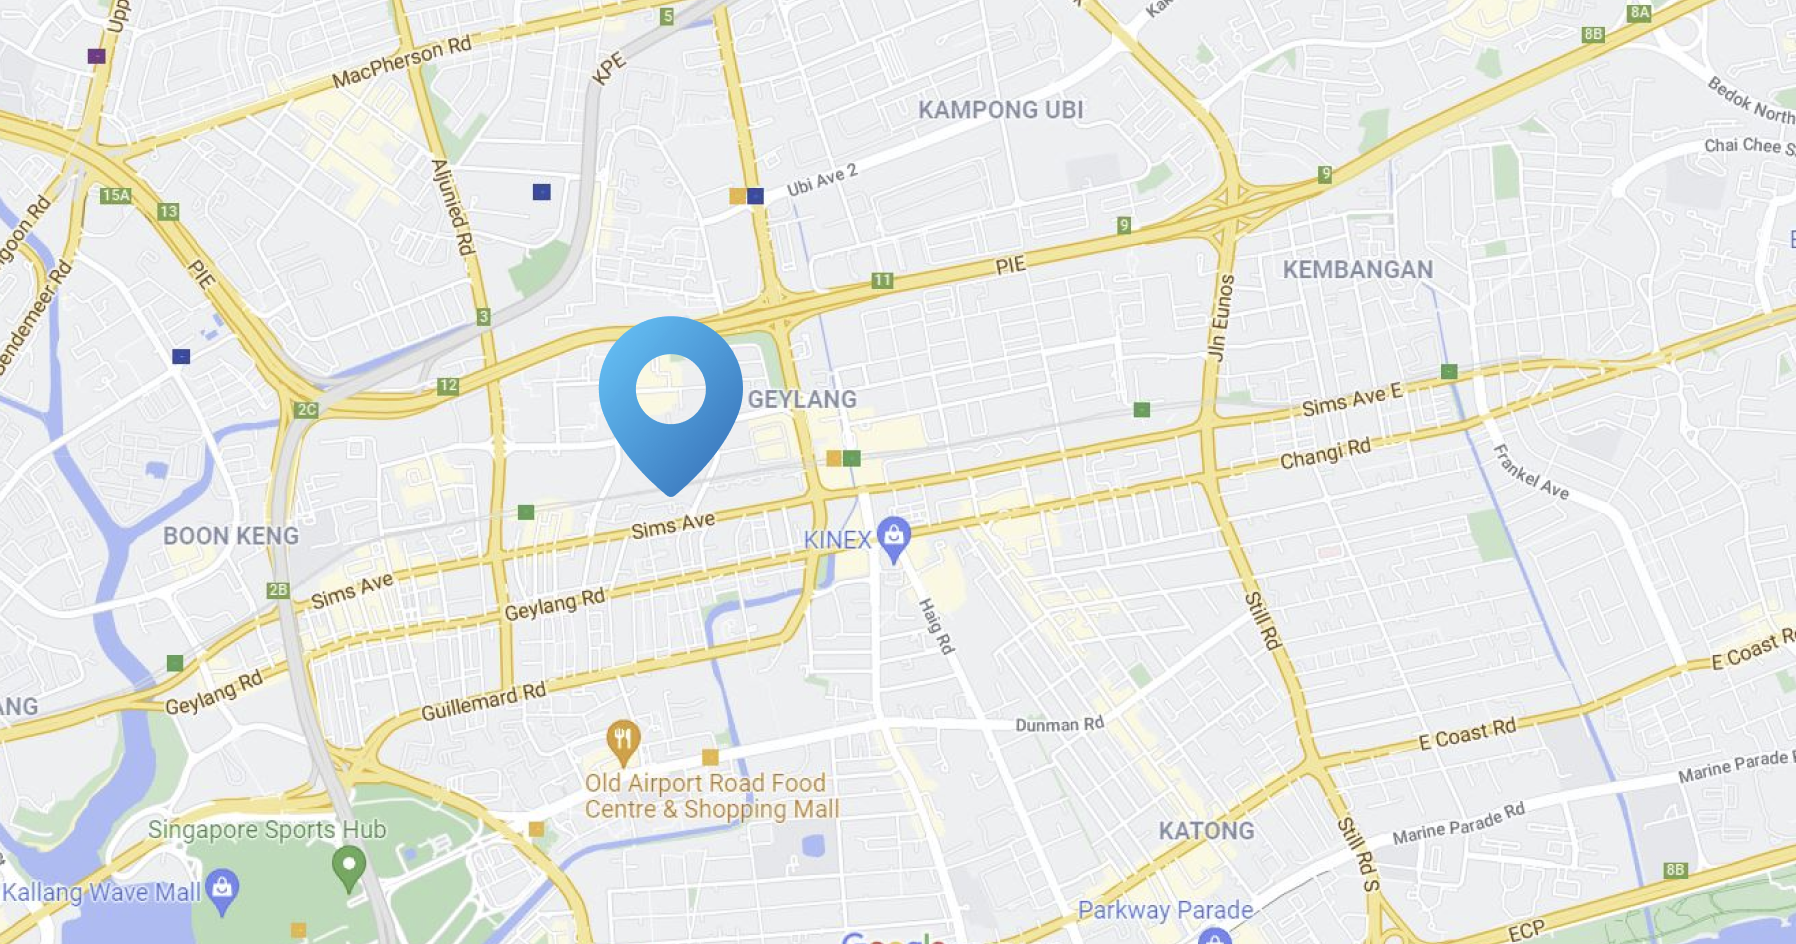 5
8A
8B
Upp
MacPherson Rd
KPE
KAMPONG UBI
Bedok North
Chai Chee S
Ubi Ave 2
Aljunied Rd
15A
13
9
9
goon Rd
PIE
PIE
11
KEMBANGAN
Bendemeer Rd
3
Jln Eunos
12
2C
GEYLANG
Sims Ave E
Changi Rd
Frankel Ave
BOON KENG
Sims Ave
KINEX
2B
Sims Ave
Geylang Rd
Haig Rd
Still Rd
E Coast R
Geylang Rd
ANG
Guillemard Rd
Dunman Rd
E Coast Rd
Old Airport Road Food
Centre & Shopping Mall
Marine Parade
Singapore Sports Hub
KATONG
Marine Parade Rd
Still Rd S
Kallang Wave Mall
8B
Parkway Parade
ECP
Google